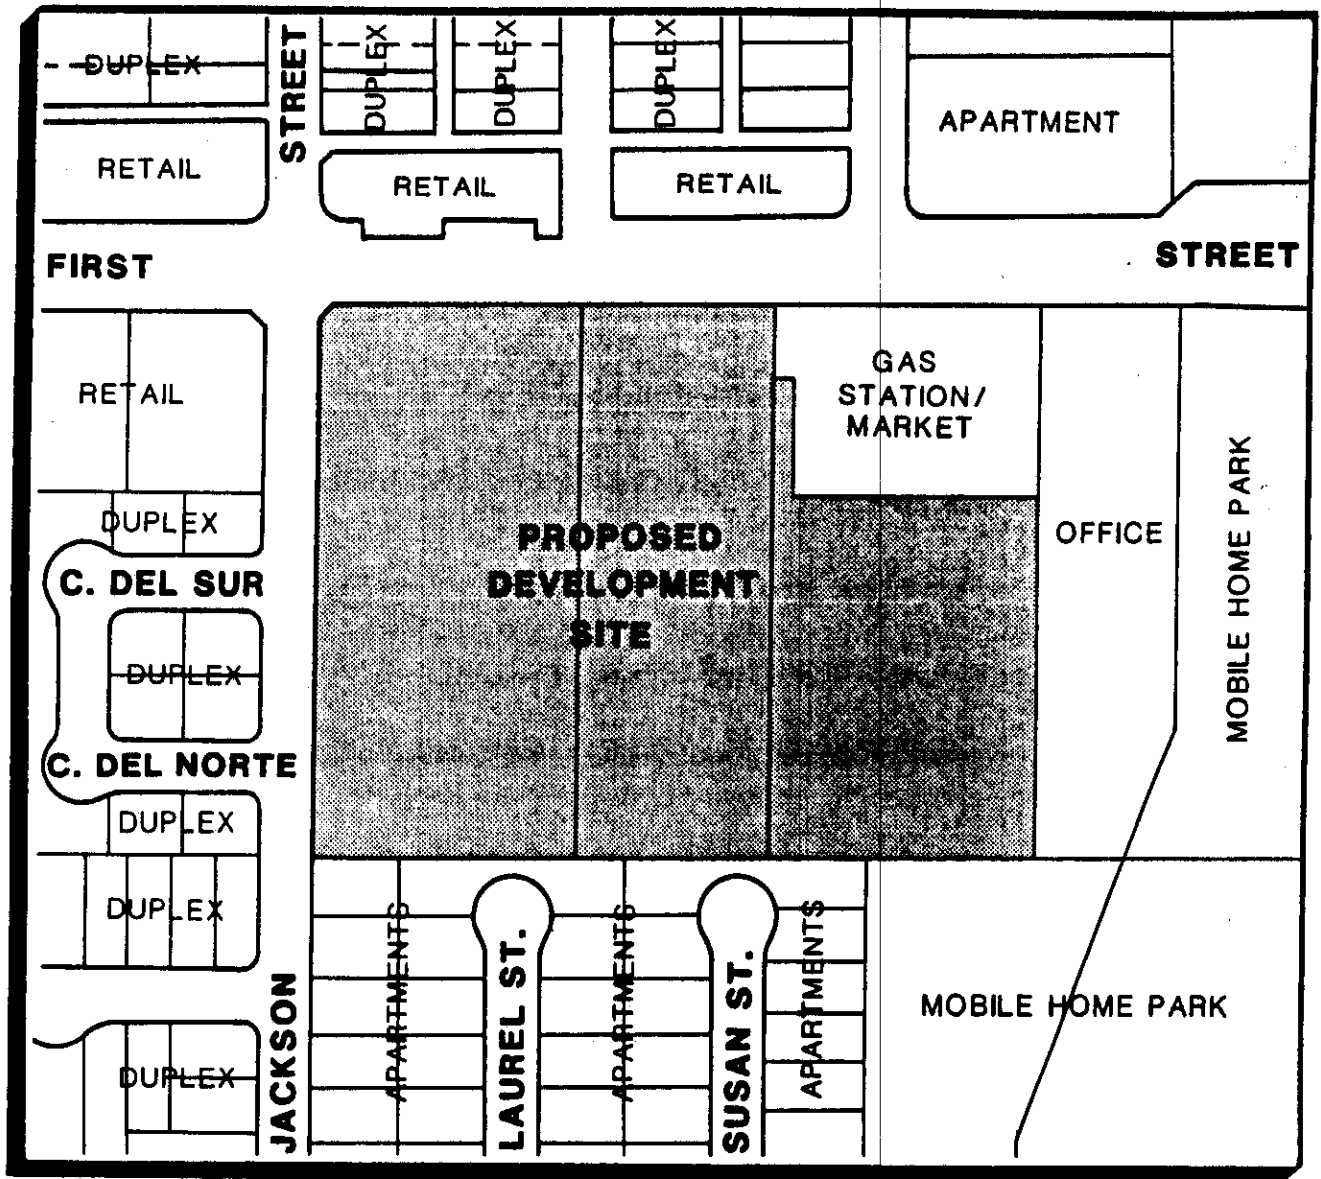 DUPLEX
STREET
DUPLEX
DUPLEX
DUPLEX
APARTMENT
RETAIL
RETAIL
RETAIL
FIRST
STREET
RETAIL
GAS
STATION/
MARKET
DUPLEX
PROPOSED
DEVELOPMENT
SITE
OFFICE
MOBILE HOME PARK
C. DEL SUR
DUPLEX
C. DEL NORTE
DUPLEX
DUPLEX
JACKSON
APARTMENTS
LAUREL ST.
APARTMENTS
SUSAN ST.
APARTMENTS
MOBILE HOME PARK
DUPLEX